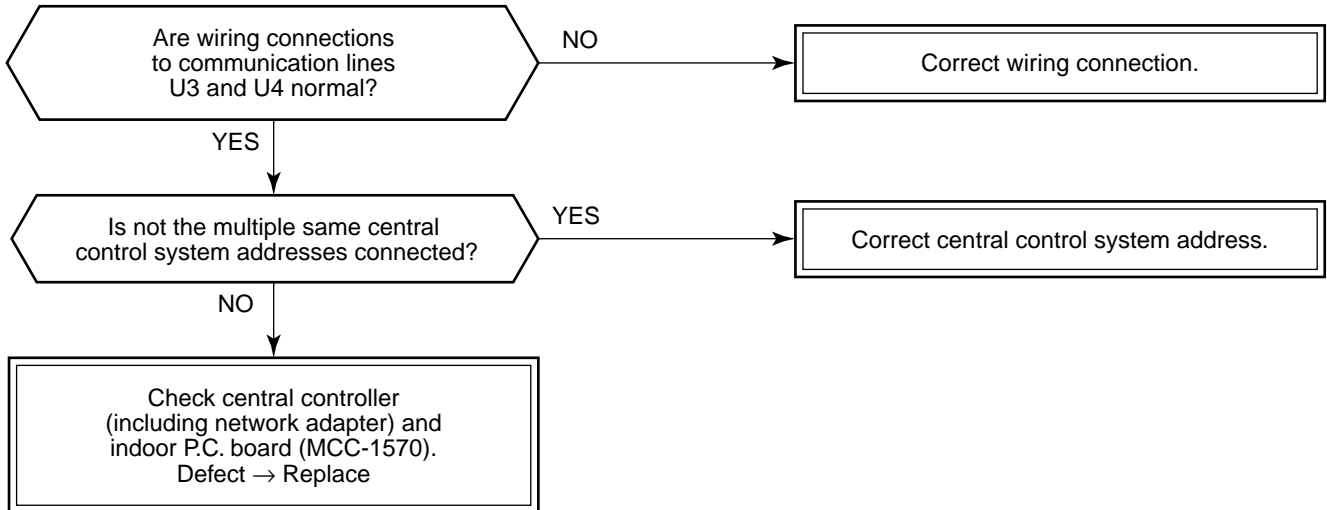 Are wiring connections
to communication lines
U3 and U4 normal?
NO
Correct wiring connection.
YES
Is not the multiple same central
control system addresses connected?
YES
Correct central control system address.
NO
Check central controller
(including network adapter) and
indoor P.C. board (MCC-1570).
Defect → Replace